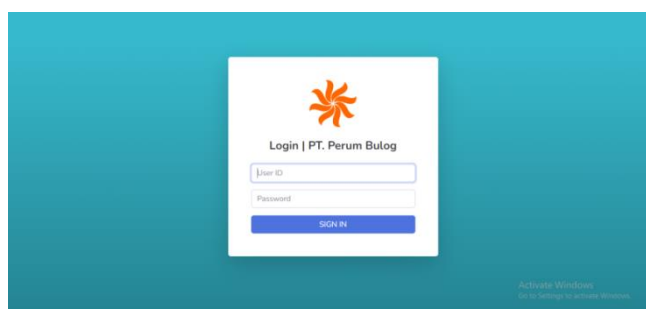 Login | PT. Perum Bulog
User ID
Password
SIGN IN
Activate Windows
Go to Settings to activate Windows.